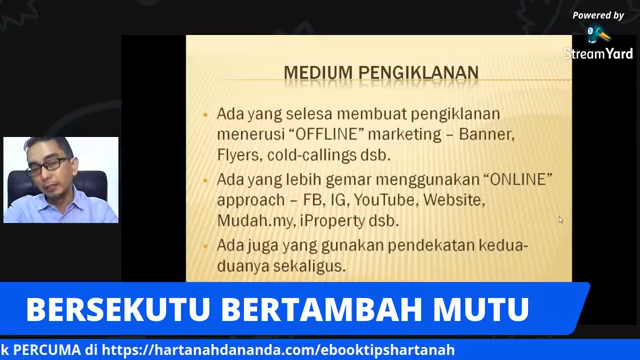 Powered by
StreamYard
MEDIUM PENGIKLANAN
Ada yang selesa membuat pengiklanan
menerusi “OFFLINE” marketing – Banner,
Flyers, cold-callings dsb.
Ada yang lebih gemar menggunakan “ONLINE”
approach – FB, IG, YouTube, Website,
Mudah.my, iProperty dsb.
Ada juga yang gunakan pendekatan kedua-
duanya sekaligus.
BERSEKUTU BERTAMBAH MUTU
k PERCUMA di https://hartanahdananda.com/ebooktipshartanah